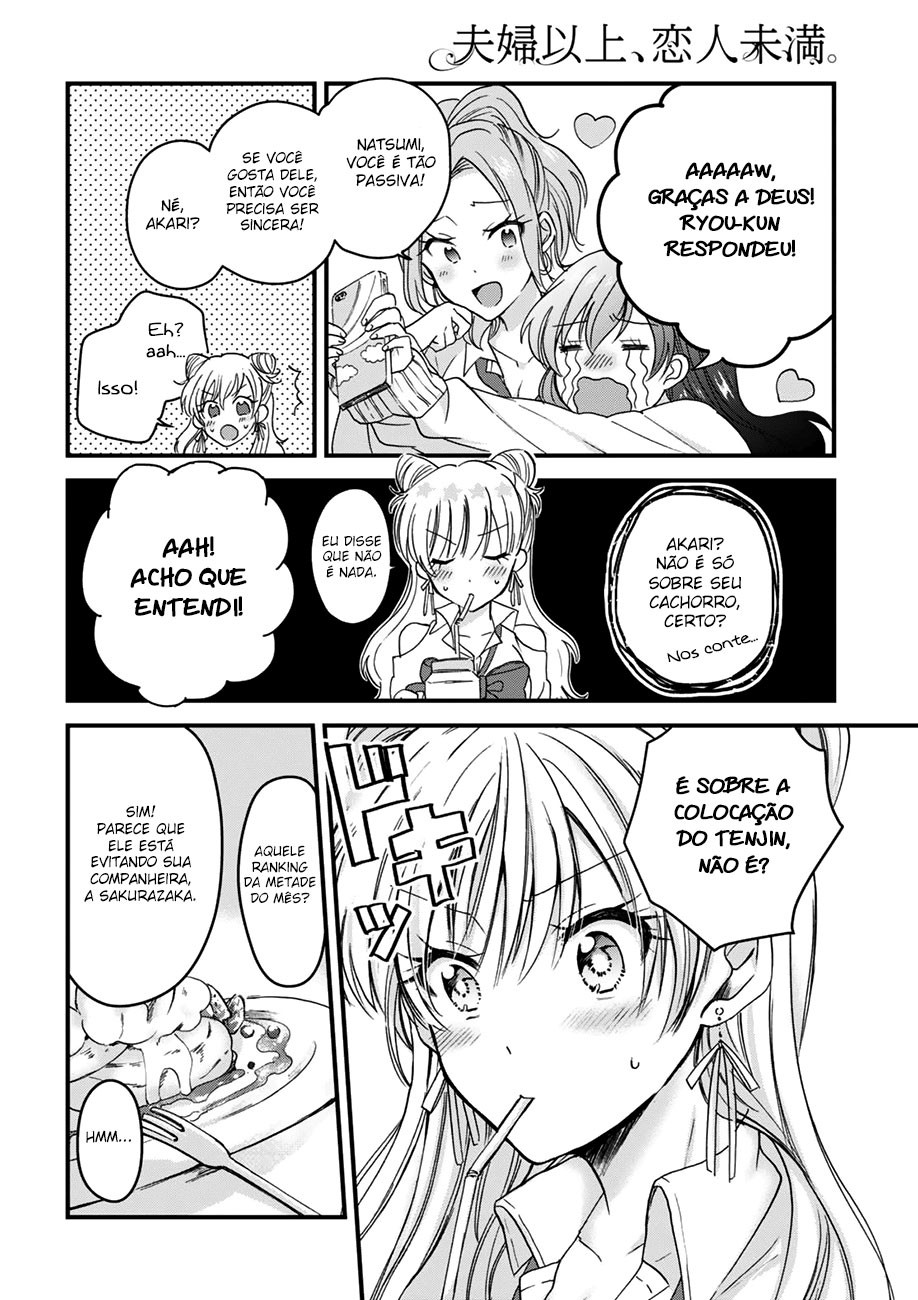 夫婦以上、恋人未満。
AAAAAW,
GRAÇAS A DEUS!
RYOU-KUN
RESPONDEU!
NATSUMI,
VOCÊ É TÃO
PASSIVA!
SE VOCÊ
GOSTA DELE,
ENTÃO VOCÊ
PRECISA SER
SINCERA!
NÉ,
AKARI?
Eh?
aah...
Isso!
AKARI?
NÃO É SÓ
SOBRE SEU
CACHORRO,
CERTO?
Nos conte...
EU DISSE
QUE NÃO
É NADA.
AAH!
ACHO QUE
ENTENDI!
É SOBRE A
COLOCAÇÃO
DO TENJIN,
NÃO É?
ドキッ
AQUELE
RANKING
DA METADE
DO MÊS?
SIM!
PARECE QUE
ELE ESTÁ
EVITANDO SUA
COMPANHEIRA,
A SAKURAZAKA.
HMM...